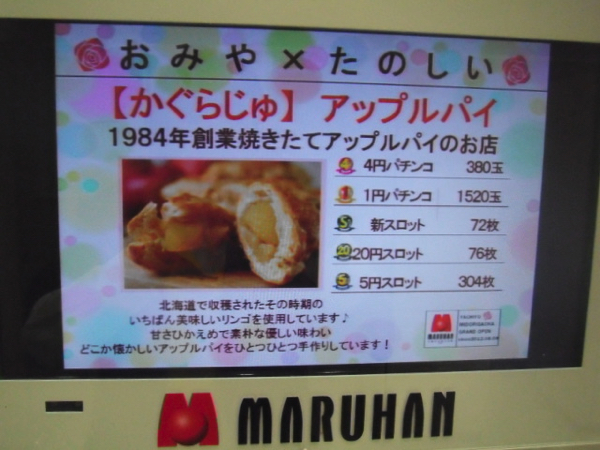 おみや×たのしい
【かぐらじゅ】 アップルパイ
1984年創業焼きたてアップルパイのお店
4 4円パチンコ 380玉
1 1円パチンコ 1520玉
S 新スロット 72枚
20 20円スロット 76枚
5 5円スロット 304枚
北海道で収穫されたその時期の
いちばん美味しいリンゴを使用しています♪
甘さひかえめで素朴な優しい味わい
どこか懐かしいアップルパイをひとつひとつ手作りしています！
MARUHAN
GRAND OPEN
MARUHAN